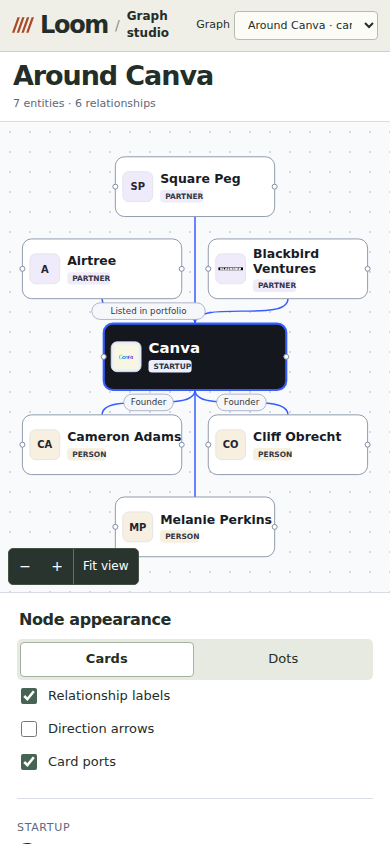 Loom / Graph studio
Graph Around Canva · car
Around Canva
7 entities · 6 relationships
SP Square Peg
PARTNER
A Airtree
PARTNER
BLACKBIRD Blackbird Ventures
PARTNER
Listed in portfolio
Canva Canva
STARTUP
Founder
Founder
CA Cameron Adams
PERSON
CO Cliff Obrecht
PERSON
MP Melanie Perkins
PERSON
− + Fit view
Node appearance
Cards Dots
Relationship labels
Direction arrows
Card ports
STARTUP